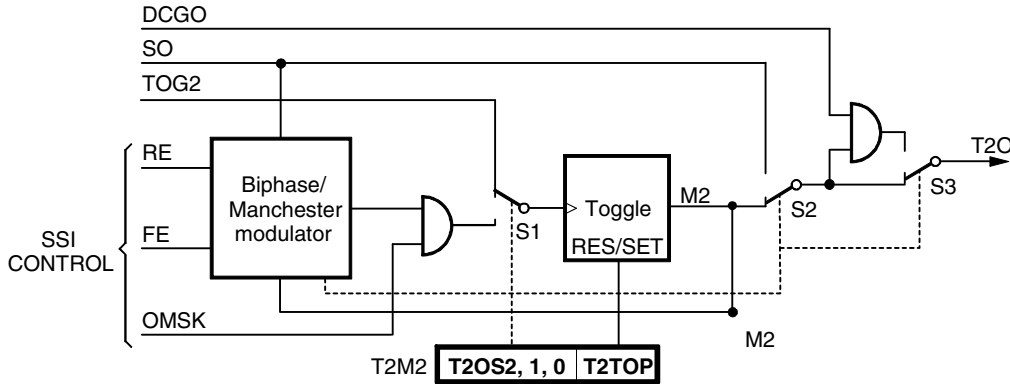 DCGO
SO
TOG2
RE
Biphase/
Manchester
modulator
FE
SSI
CONTROL
OMSK
S1
Toggle
RES/SET
M2
S2
S3
T2O
M2
T2M2
T2OS2, 1, 0
T2TOP